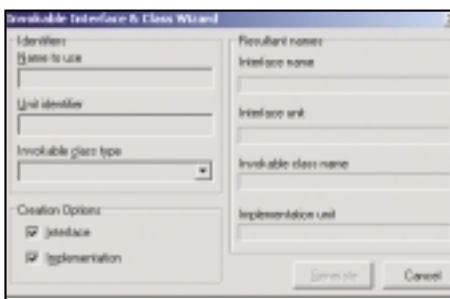 Invokable Interface & Class Wizard
Identifiers
Name to use
Unit identifier
Invokable class type
Creation Options
Interface
Implementation
Resultant names
Interface name
Interface unit
Invokable class name
Implementation unit
Generate
Cancel